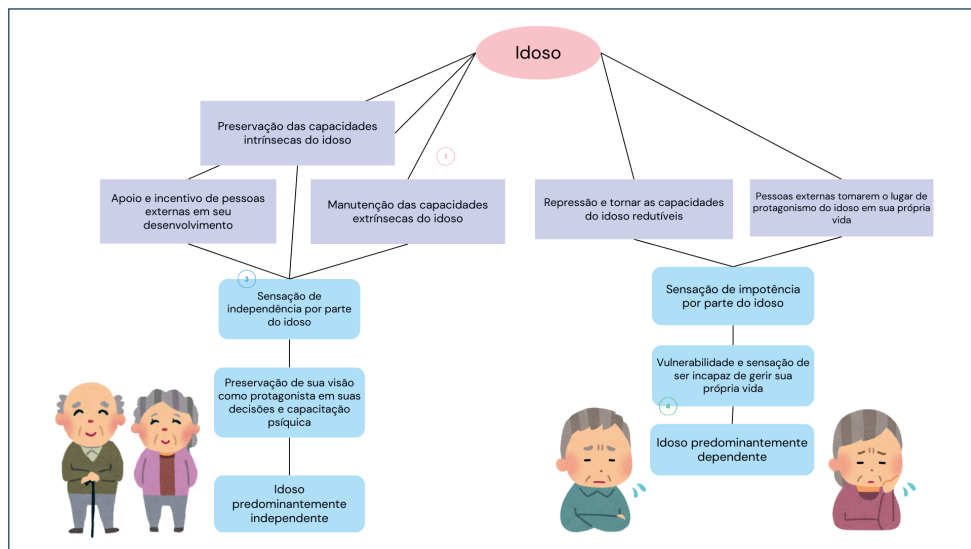 Idoso
Preservação das capacidades
intrínsecas do idoso
1
Apoio e incentivo de pessoas
externas em seu
desenvolvimento
Manutenção das capacidades
extrínsecas do idoso
Repressão e tornar as capacidades
do idoso redutíveis
Pessoas externas tomarem o lugar de
protagonismo do idoso em sua própria
vida
3
Sensação de
independência por parte
do idoso
Sensação de impotência
por parte do idoso
Preservação de sua visão
como protagonista em suas
decisões e capacitação
psíquica
Vulnerabilidade e sensação de
ser incapaz de gerir sua
própria vida
4
Idoso predominantemente
dependente
Idoso
predominantemente
independente